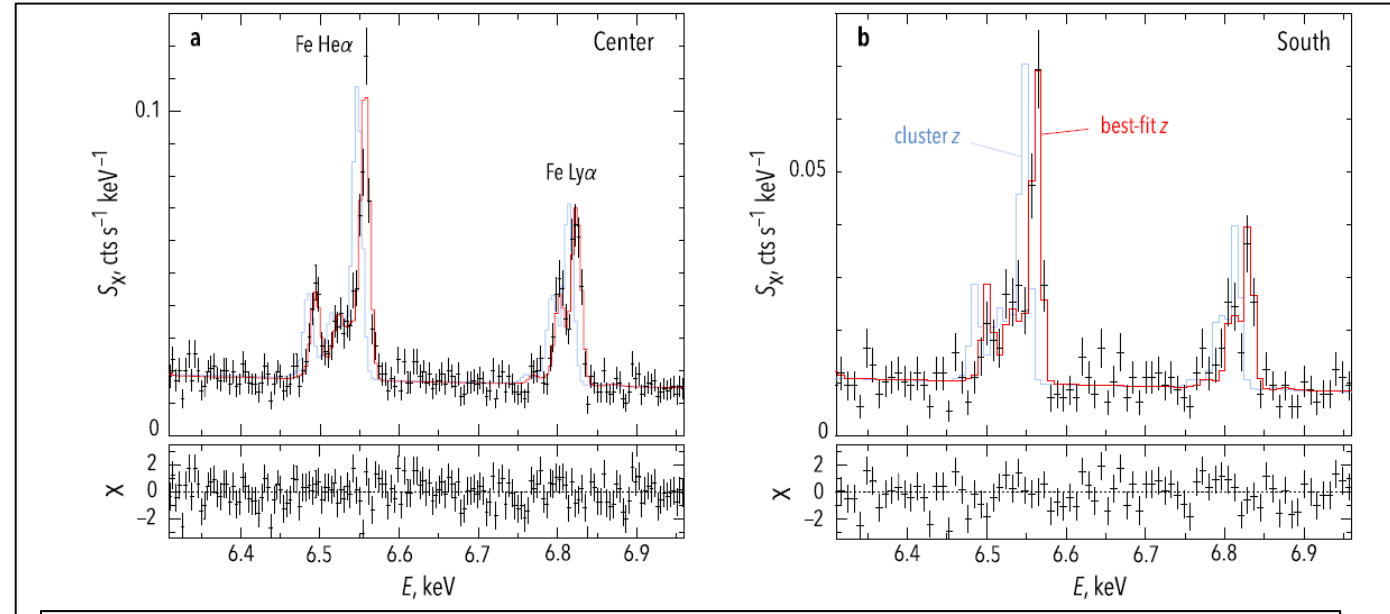 a
Fe Heα
Center
0.1
Fe Lyα
Sχ, cts s⁻¹ keV⁻¹
0
2
0
−2
χ
6.4 6.5 6.6 6.7 6.8 6.9
E, keV
b
South
cluster z
best-fit z
0.05
Sχ, cts s⁻¹ keV⁻¹
0
2
0
−2
χ
6.4 6.5 6.6 6.7 6.8 6.9
E, keV